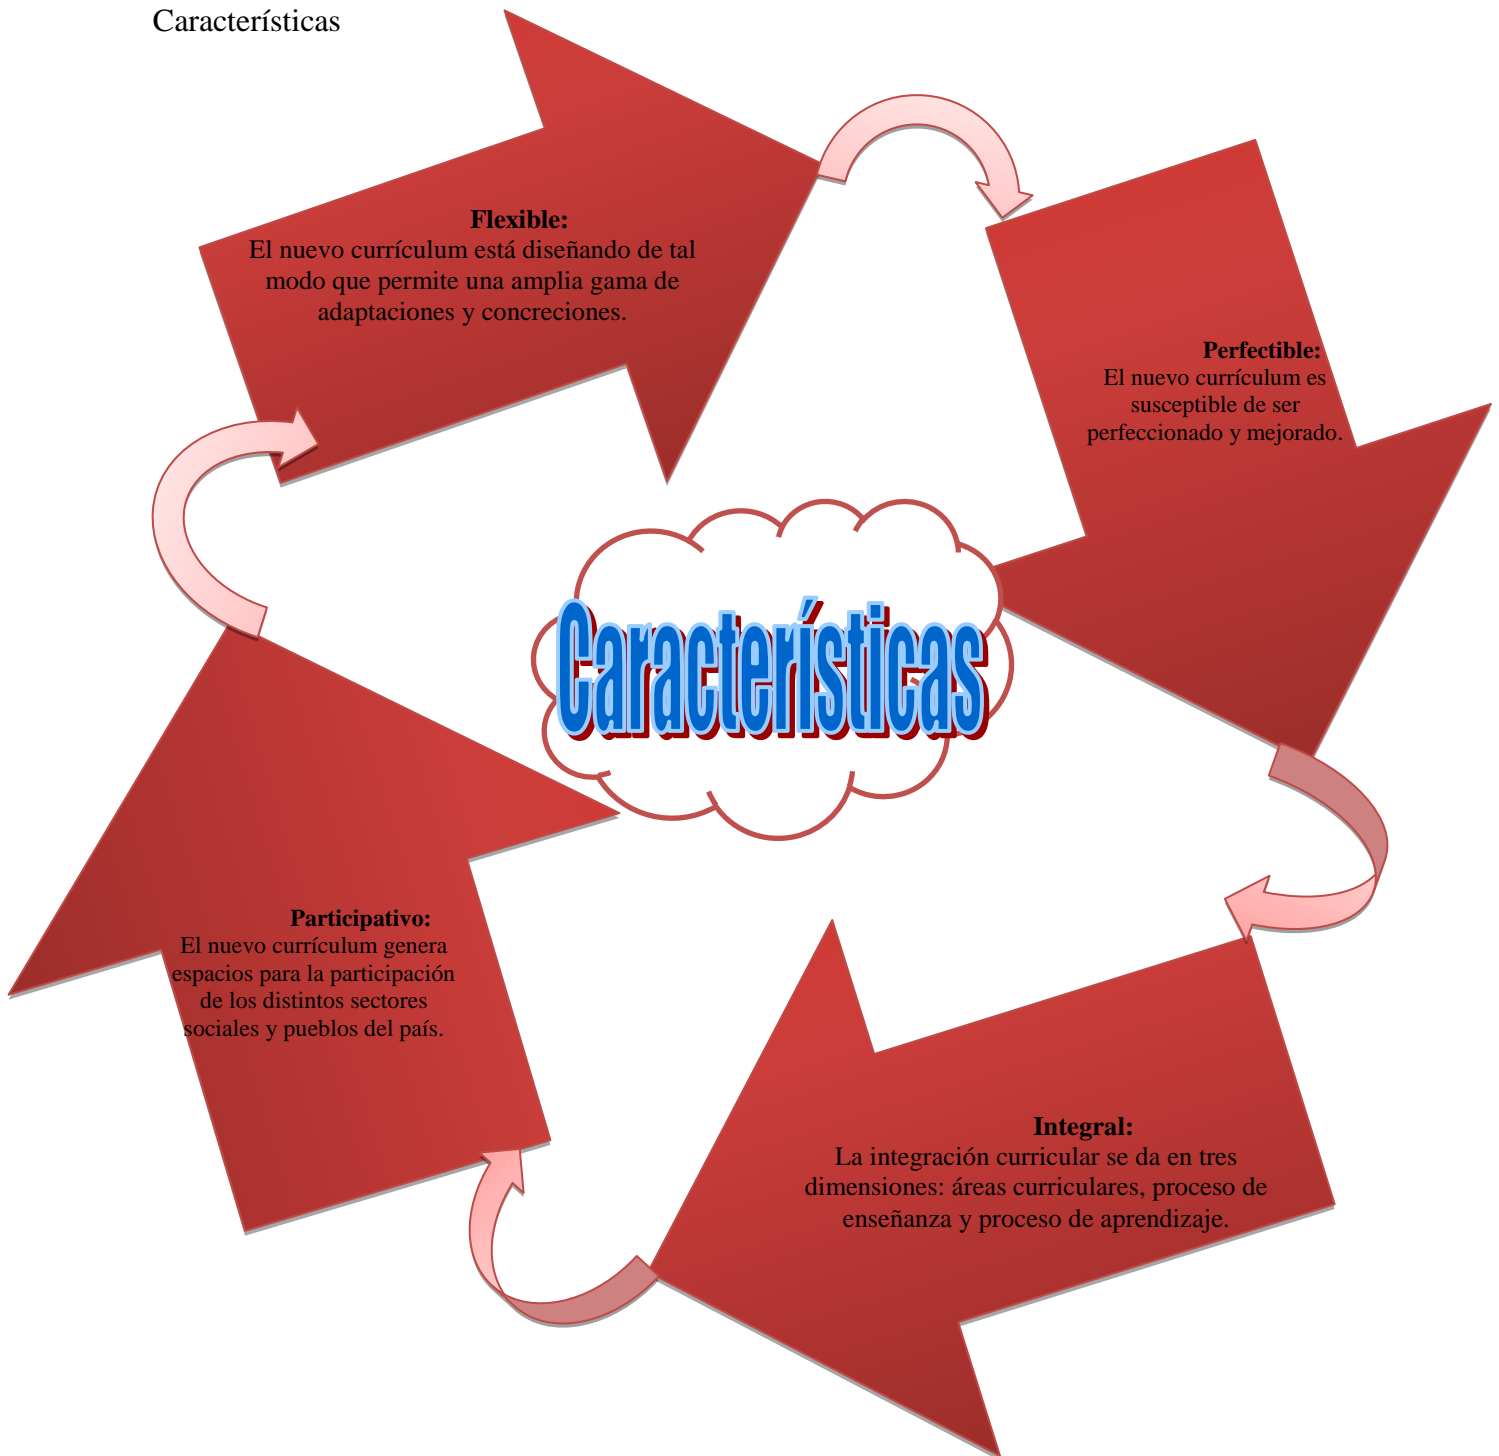 Características
Flexible:
El nuevo currículum está diseñando de tal
modo que permite una amplia gama de
adaptaciones y concreciones.
Perfectible:
El nuevo currículum es
susceptible de ser
perfeccionado y mejorado.
Características
Participativo:
El nuevo currículum genera
espacios para la participación
de los distintos sectores
sociales y pueblos del país.
Integral:
La integración curricular se da en tres
dimensiones: áreas curriculares, proceso de
enseñanza y proceso de aprendizaje.